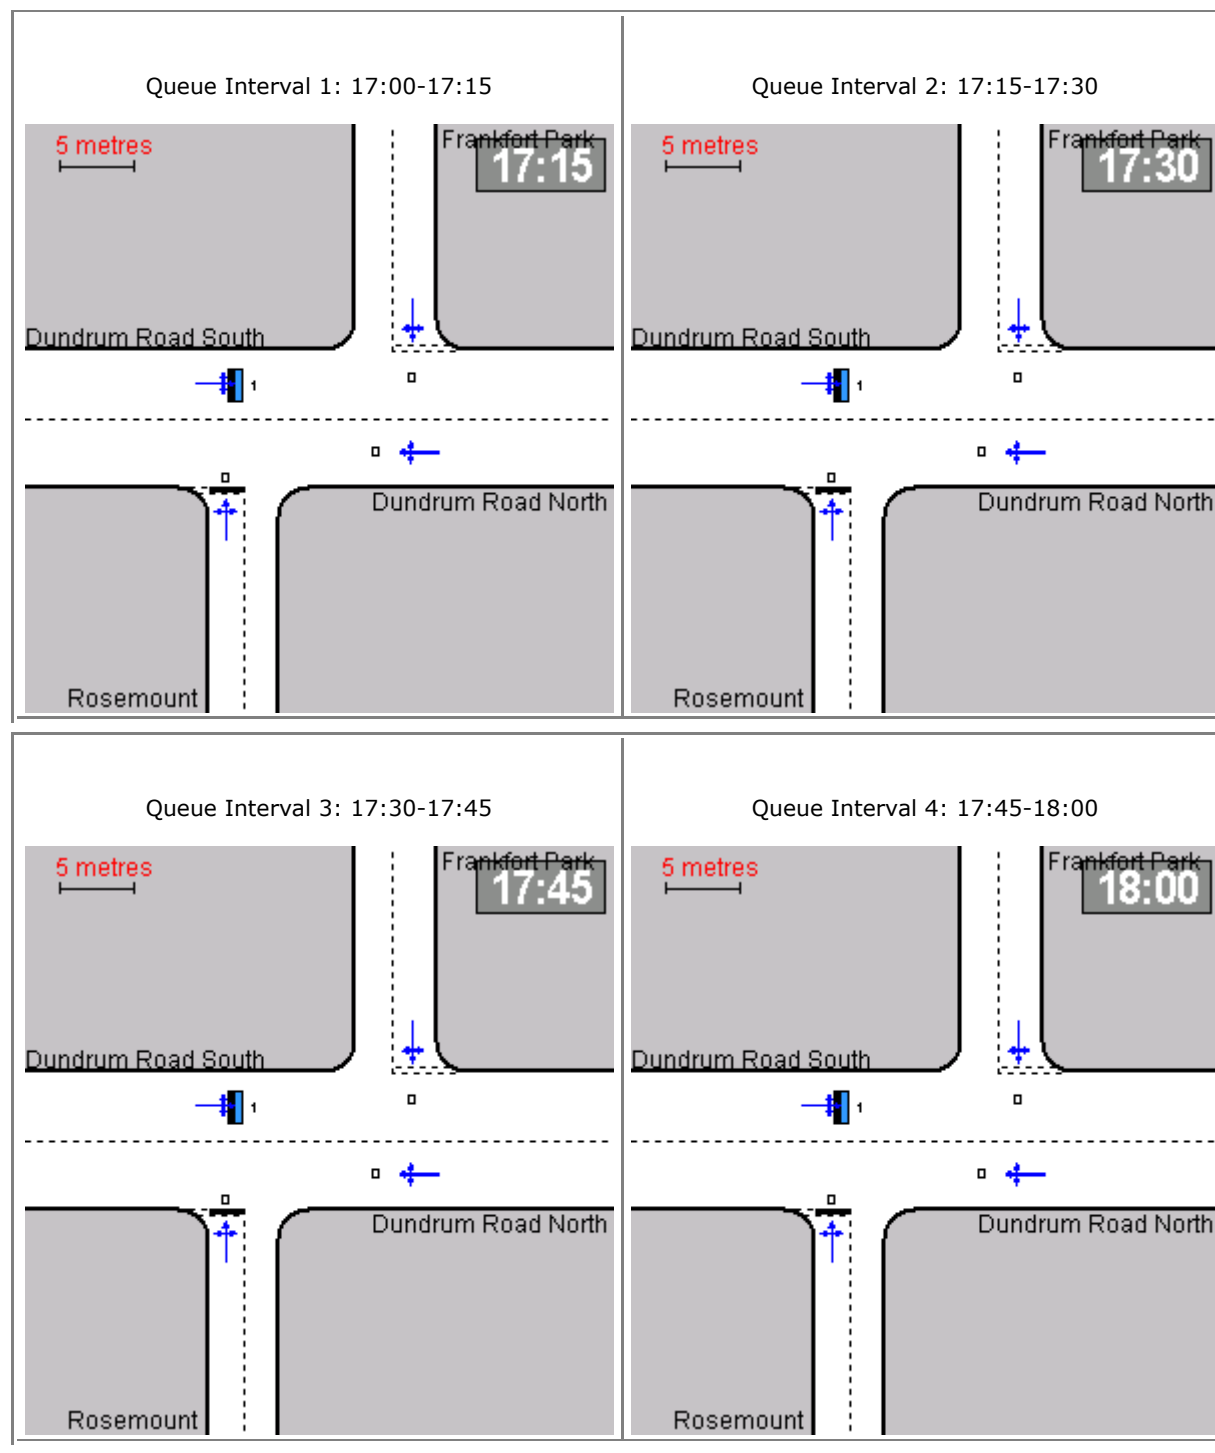 Queue Interval 1: 17:00-17:15
5 metres
Frankfort Park
17:15
Dundrum Road South
1
Dundrum Road North
Rosemount
Queue Interval 2: 17:15-17:30
5 metres
Frankfort Park
17:30
Dundrum Road South
1
Dundrum Road North
Rosemount
Queue Interval 3: 17:30-17:45
5 metres
Frankfort Park
17:45
Dundrum Road South
1
Dundrum Road North
Rosemount
Queue Interval 4: 17:45-18:00
5 metres
Frankfort Park
18:00
Dundrum Road South
1
Dundrum Road North
Rosemount